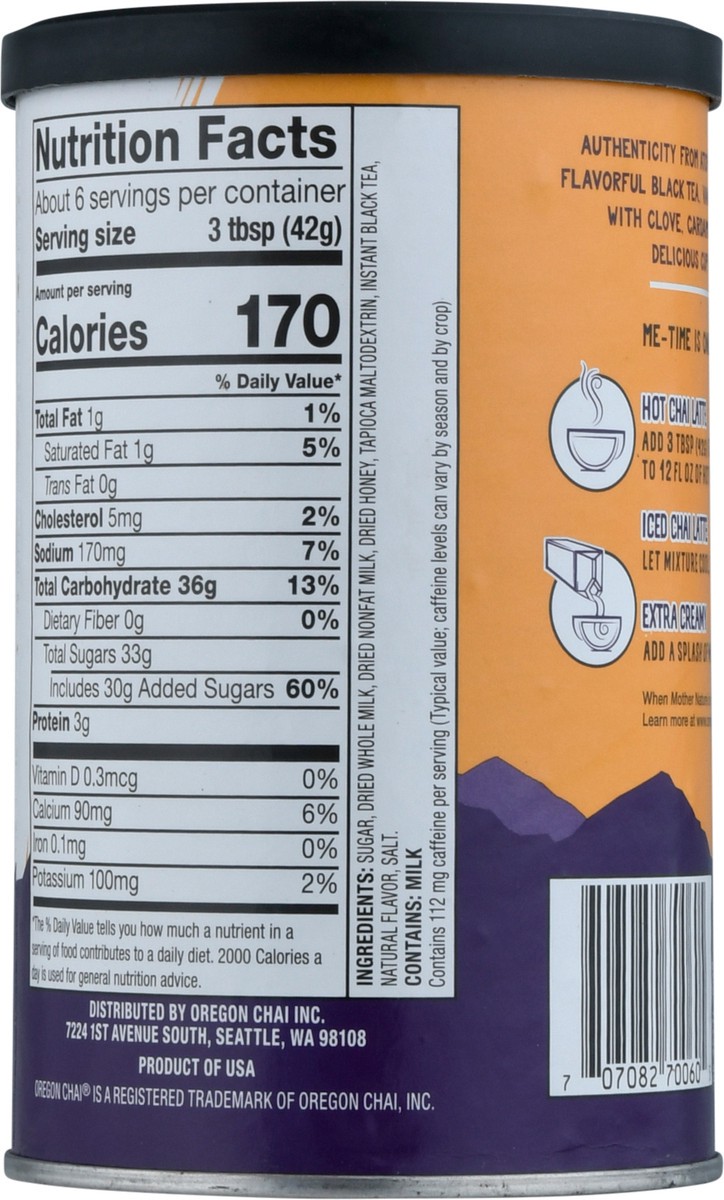 Nutrition Facts
About 6 servings per container
Serving size 3 tbsp (42g)
Amount per serving
Calories 170
% Daily Value*
Total Fat 1g 1%
Saturated Fat 1g 5%
Trans Fat 0g
Cholesterol 5mg 2%
Sodium 170mg 7%
Total Carbohydrate 36g 13%
Dietary Fiber 0g 0%
Total Sugars 33g
Includes 30g Added Sugars 60%
Protein 3g
Vitamin D 0.3mcg 0%
Calcium 90mg 6%
Iron 0.1mg 0%
Potassium 100mg 2%
*The % Daily Value tells you how much a nutrient in a
serving of food contributes to a daily diet. 2000 Calories a
day is used for general nutrition advice.
INGREDIENTS: SUGAR, DRIED WHOLE MILK, DRIED NONFAT MILK, DRIED HONEY, TAPIOCA MALTODEXTRIN, INSTANT BLACK TEA,
NATURAL FLAVOR, SALT.
CONTAINS: MILK
Contains 112 mg caffeine per serving (Typical value; caffeine levels can vary by season and by crop)
DISTRIBUTED BY OREGON CHAI INC.
7224 1ST AVENUE SOUTH, SEATTLE, WA 98108
PRODUCT OF USA
OREGON CHAI® IS A REGISTERED TRADEMARK OF OREGON CHAI, INC.
AUTHENTICITY FROM
FLAVORFUL BLACK TEA,
WITH CLOVE,
DELICIOUS
ME-TIME IS
HOT CHAI LATTE
ADD 3 TBSP
TO 12 FL OZ OF
ICED CHAI LATTE
LET MIXTURE
EXTRA CREAMY
ADD A SPLASH
When Mother
Learn more at
7 07082 70060